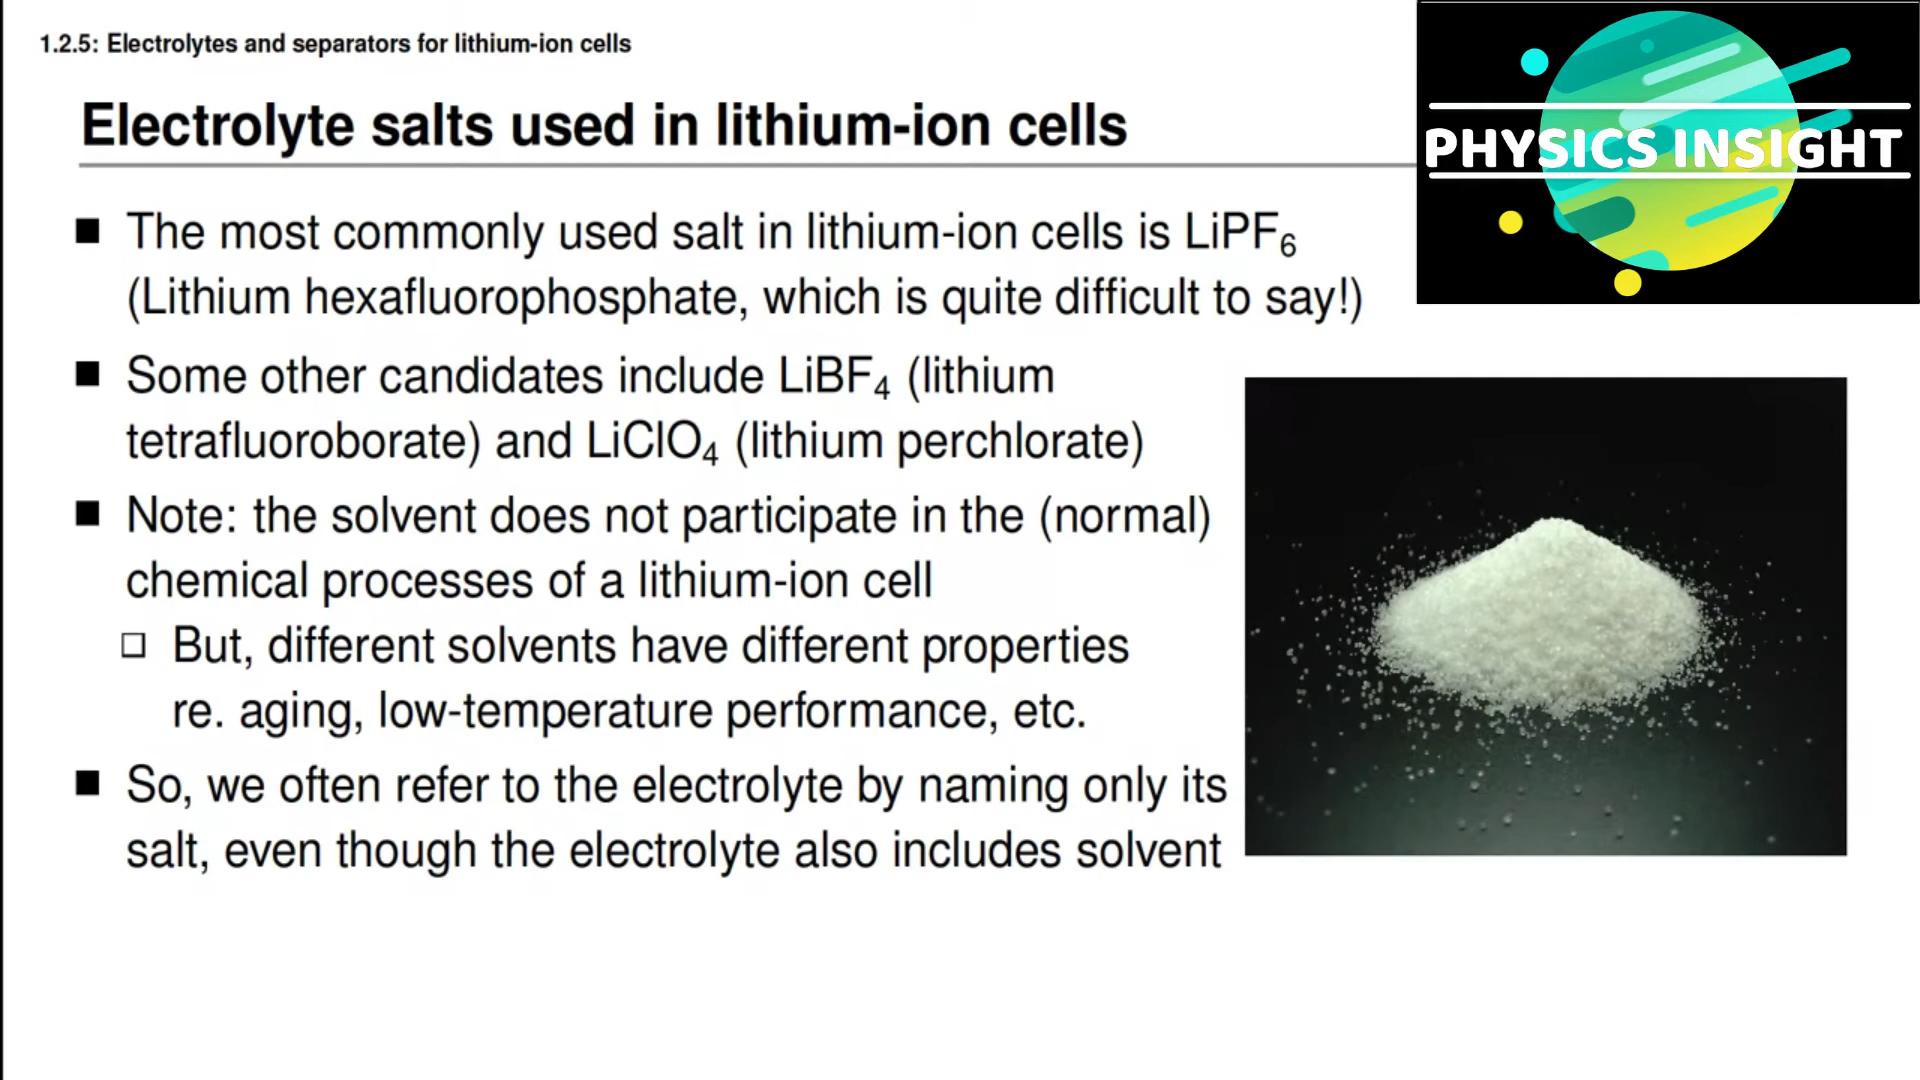 1.2.5: Electrolytes and separators for lithium-ion cells
PHYSICS INSIGHT
Electrolyte salts used in lithium-ion cells
■ The most commonly used salt in lithium-ion cells is LiPF₆
(Lithium hexafluorophosphate, which is quite difficult to say!)
■ Some other candidates include LiBF₄ (lithium
tetrafluoroborate) and LiClO₄ (lithium perchlorate)
■ Note: the solvent does not participate in the (normal)
chemical processes of a lithium-ion cell
□ But, different solvents have different properties
re. aging, low-temperature performance, etc.
■ So, we often refer to the electrolyte by naming only its
salt, even though the electrolyte also includes solvent